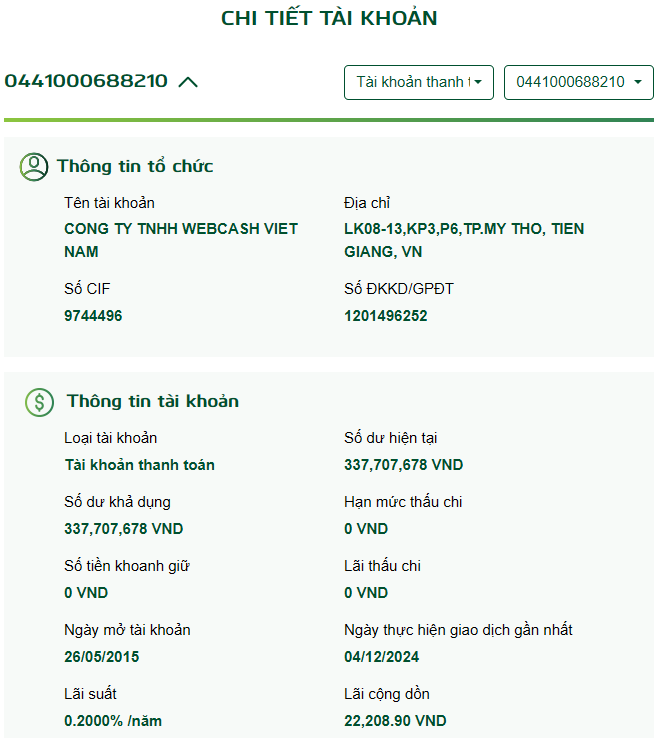 CHI TIẾT TÀI KHOẢN
0441000688210
Tài khoản thanh t
0441000688210
Thông tin tổ chức
Tên tài khoản
Địa chỉ
CONG TY TNHH WEBCASH VIET
NAM
LK08-13,KP3,P6,TP.MY THO, TIEN
GIANG, VN
Số CIF
Số ĐKKD/GPĐT
9744496
1201496252
Thông tin tài khoản
Loại tài khoản
Số dư hiện tại
Tài khoản thanh toán
337,707,678 VND
Số dư khả dụng
Hạn mức thấu chi
337,707,678 VND
0 VND
Số tiền khoanh giữ
Lãi thấu chi
0 VND
0 VND
Ngày mở tài khoản
Ngày thực hiện giao dịch gần nhất
26/05/2015
04/12/2024
Lãi suất
Lãi cộng dồn
0.2000% /năm
22,208.90 VND